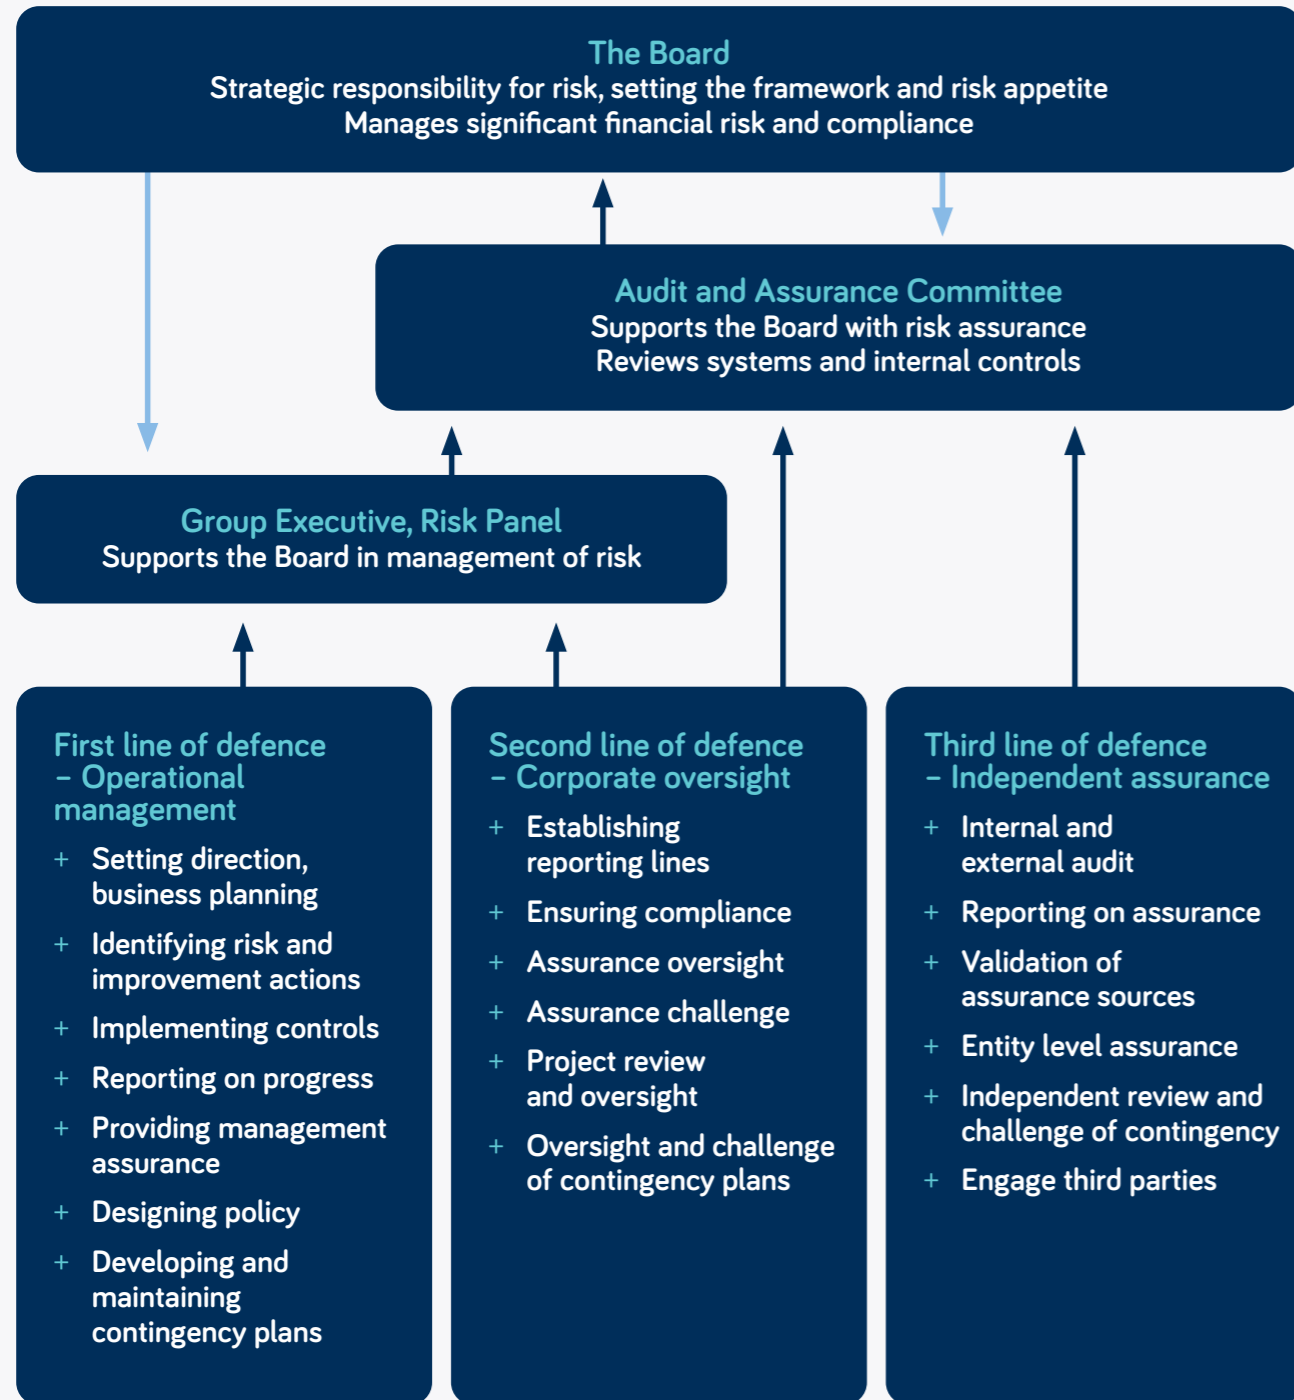 The Board
Strategic responsibility for risk, setting the framework and risk appetite
Manages significant financial risk and compliance
Audit and Assurance Committee
Supports the Board with risk assurance
Reviews systems and internal controls
Group Executive, Risk Panel
Supports the Board in management of risk
First line of defence
– Operational
management
+ Setting direction,
business planning
+ Identifying risk and
improvement actions
+ Implementing controls
+ Reporting on progress
+ Providing management
assurance
+ Designing policy
+ Developing and
maintaining
contingency plans
Second line of defence
– Corporate oversight
+ Establishing
reporting lines
+ Ensuring compliance
+ Assurance oversight
+ Assurance challenge
+ Project review
and oversight
+ Oversight and challenge
of contingency plans
Third line of defence
– Independent assurance
+ Internal and
external audit
+ Reporting on assurance
+ Validation of
assurance sources
+ Entity level assurance
+ Independent review and
challenge of contingency
+ Engage third parties